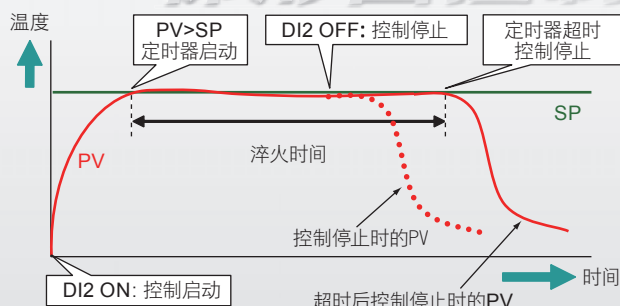 温度
PV>SP
定时器启动
DI2 OFF: 控制停止
定时器超时
控制停止
SP
PV
淬火时间
控制停止时的PV
时间
DI2 ON: 控制启动
超时后控制停止时的PV